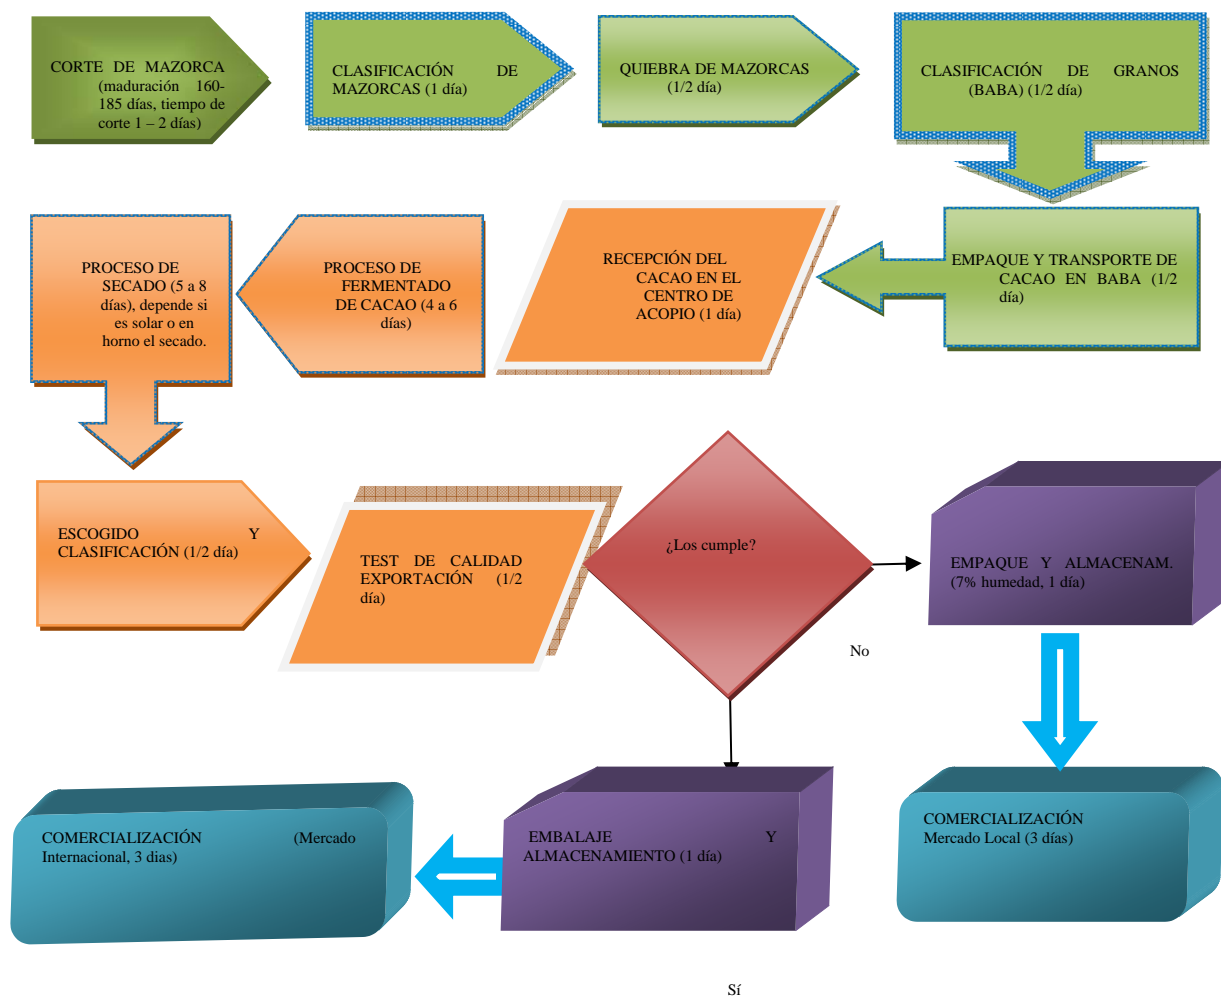 CORTE DE MAZORCA
(maduración 160-
185 días, tiempo de
corte 1 – 2 días)
CLASIFICACIÓN DE
MAZORCAS (1 día)
QUIEBRA DE MAZORCAS
(1/2 día)
CLASIFICACIÓN DE GRANOS
(BABA) (1/2 día)
PROCESO DE
SECADO (5 a 8
días), depende si
es solar o en
horno el secado.
PROCESO DE
FERMENTADO
DE CACAO (4 a 6
días)
RECEPCIÓN DEL
CACAO EN EL
CENTRO DE
ACOPIO (1 día)
EMPAQUE Y TRANSPORTE DE
CACAO EN BABA (1/2
día)
ESCOGIDO Y
CLASIFICACIÓN (1/2 día)
TEST DE CALIDAD
EXPORTACIÓN (1/2
día)
¿Los cumple?
EMPAQUE Y ALMACENAM.
(7% humedad, 1 día)
No
COMERCIALIZACIÓN (Mercado
Internacional, 3 dias)
EMBALAJE Y
ALMACENAMIENTO (1 día)
COMERCIALIZACIÓN
Mercado Local (3 días)
Sí